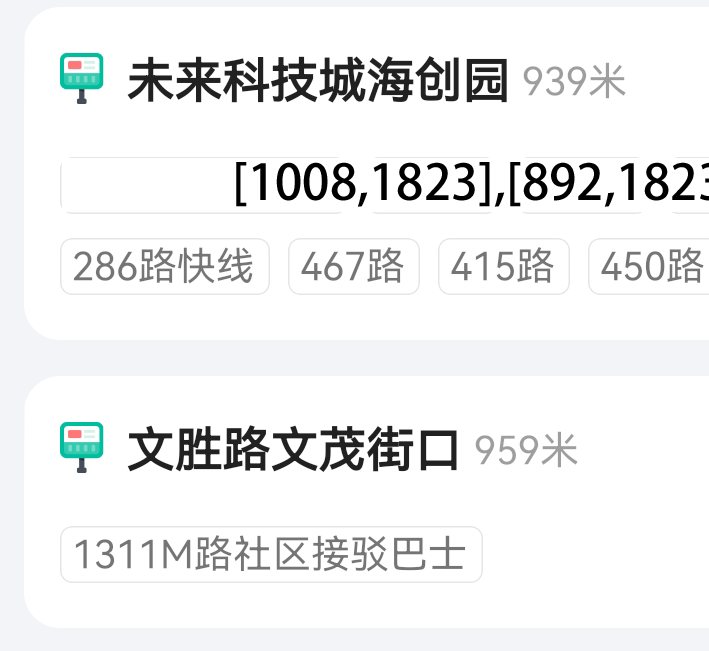 未来科技城海创园 939米
[1008,1823],[892,1823
286路快线 467路 415路 450路
文胜路文茂街口 959米
1311M路社区接驳巴士